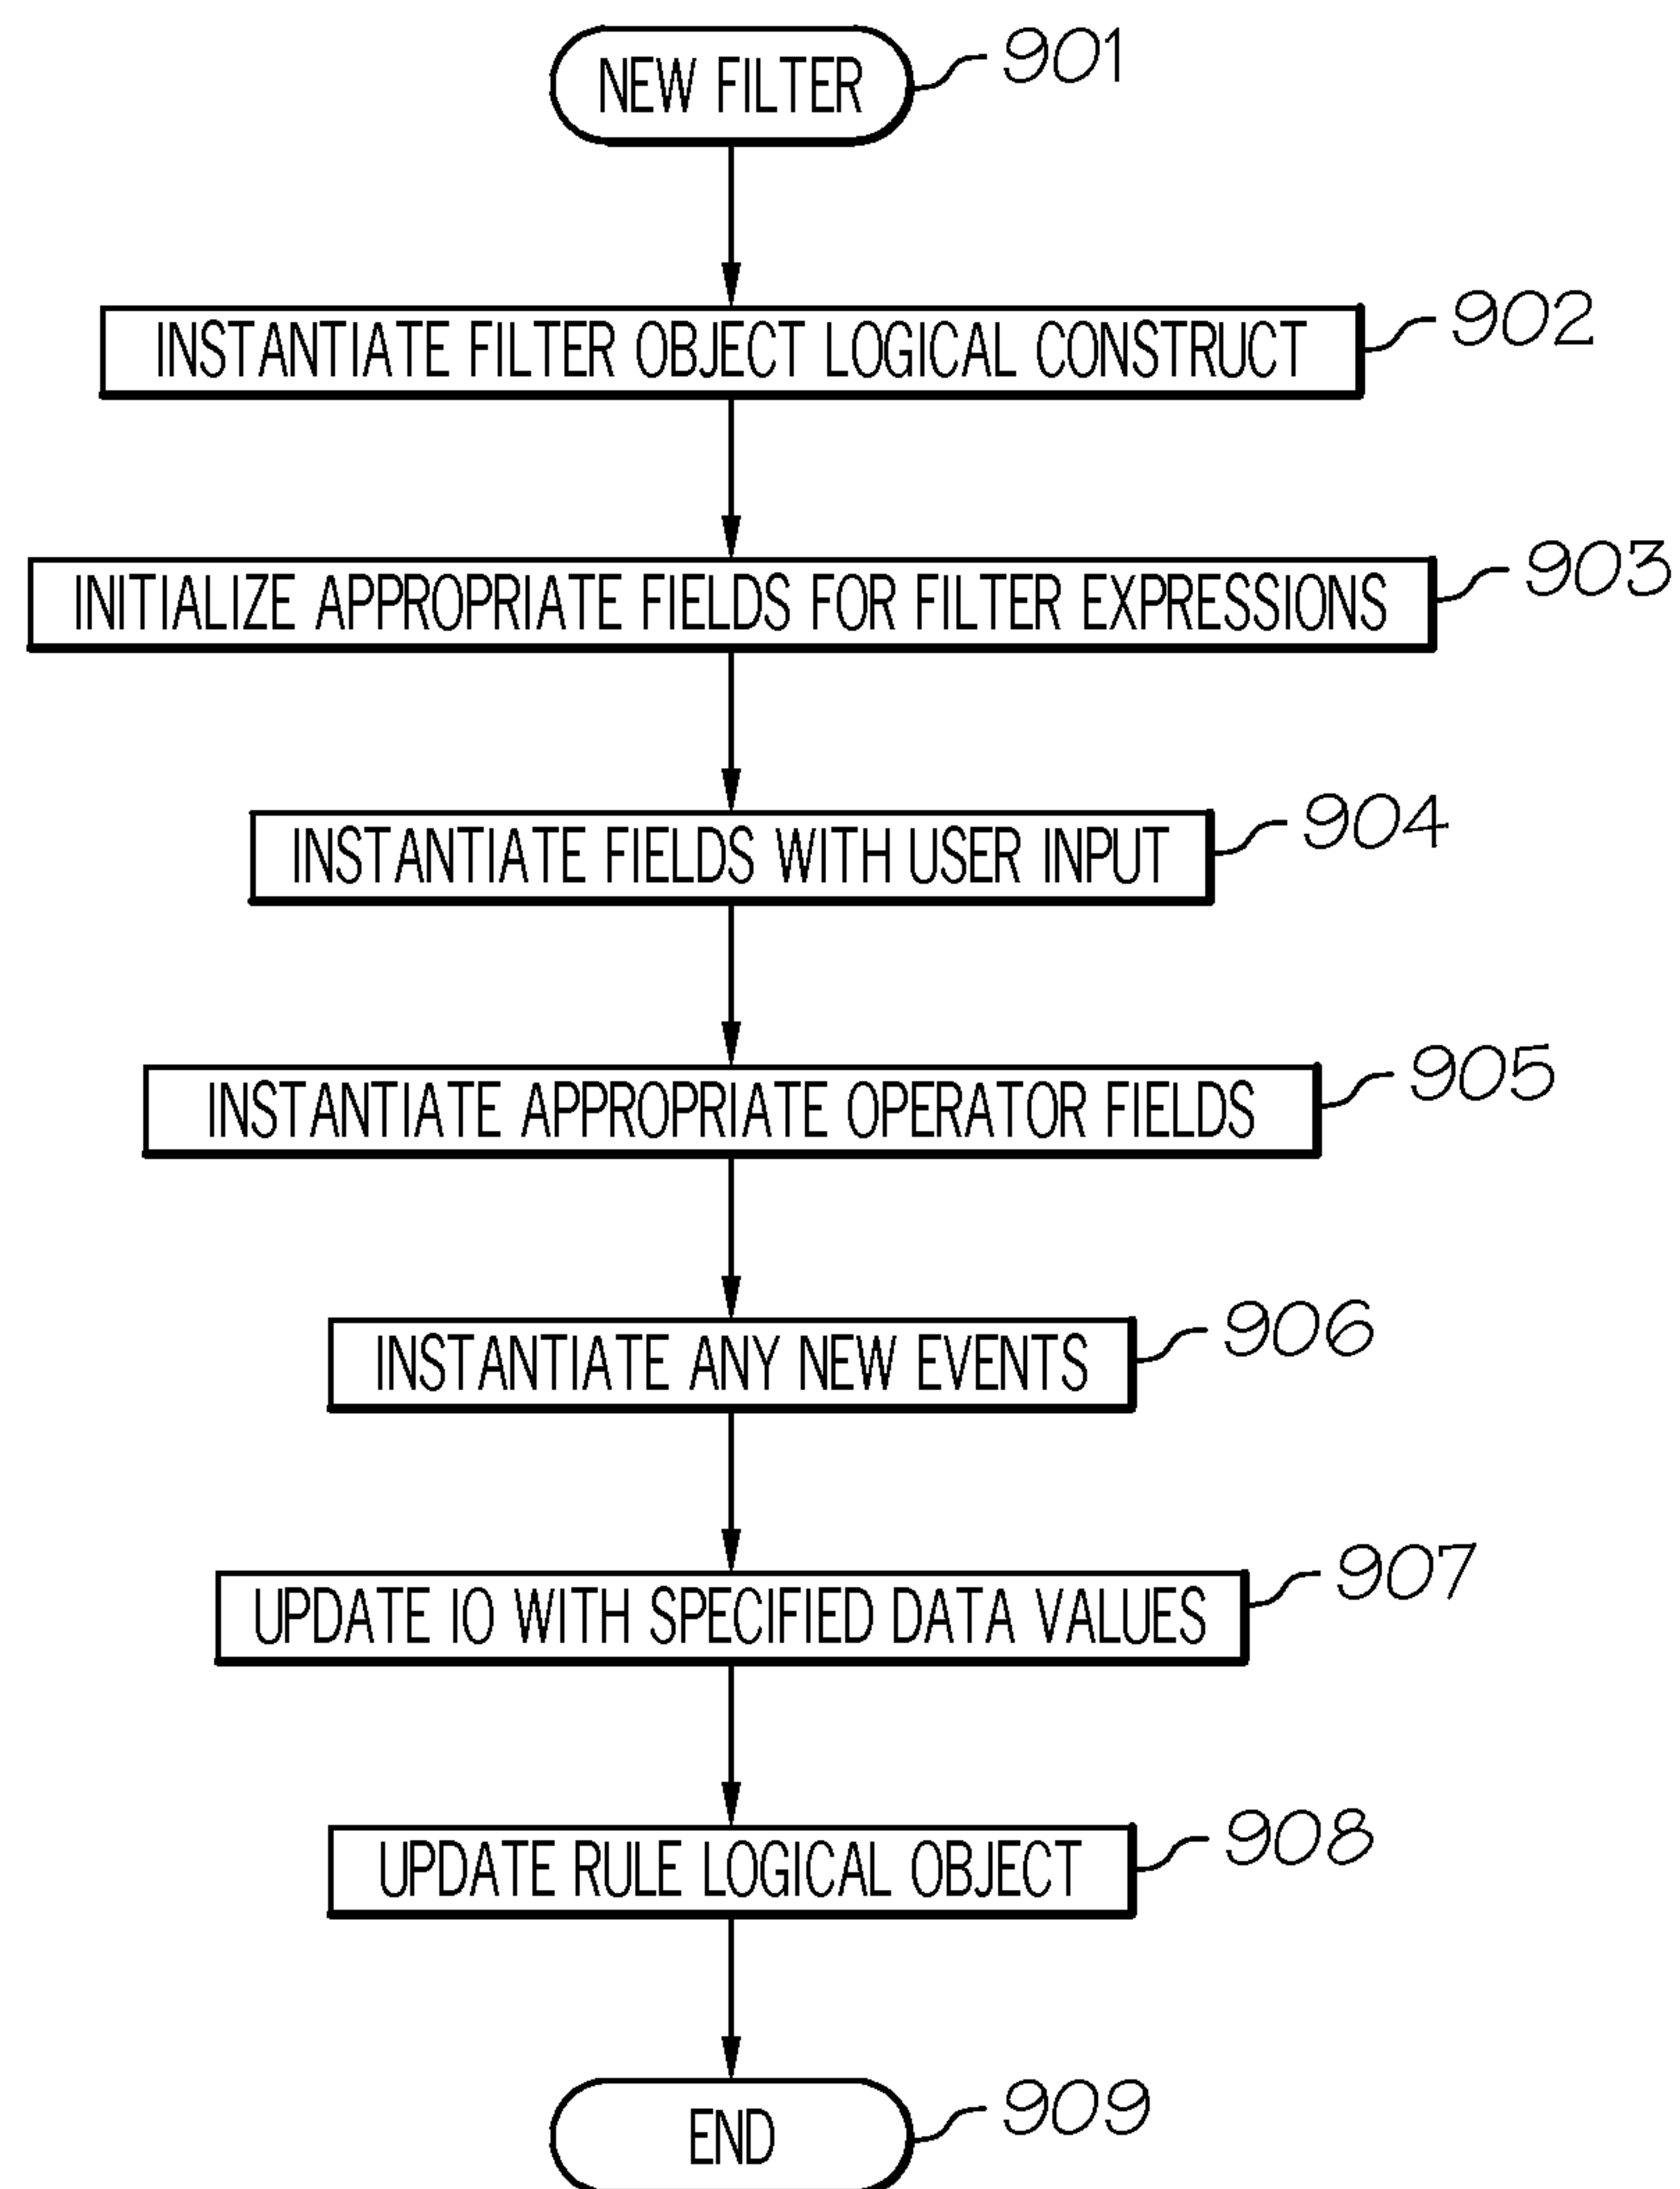 NEW FILTER 901
INSTANTIATE FILTER OBJECT LOGICAL CONSTRUCT 902
INITIALIZE APPROPRIATE FIELDS FOR FILTER EXPRESSIONS 903
INSTANTIATE FIELDS WITH USER INPUT 904
INSTANTIATE APPROPRIATE OPERATOR FIELDS 905
INSTANTIATE ANY NEW EVENTS 906
UPDATE IO WITH SPECIFIED DATA VALUES 907
UPDATE RULE LOGICAL OBJECT 908
END 909